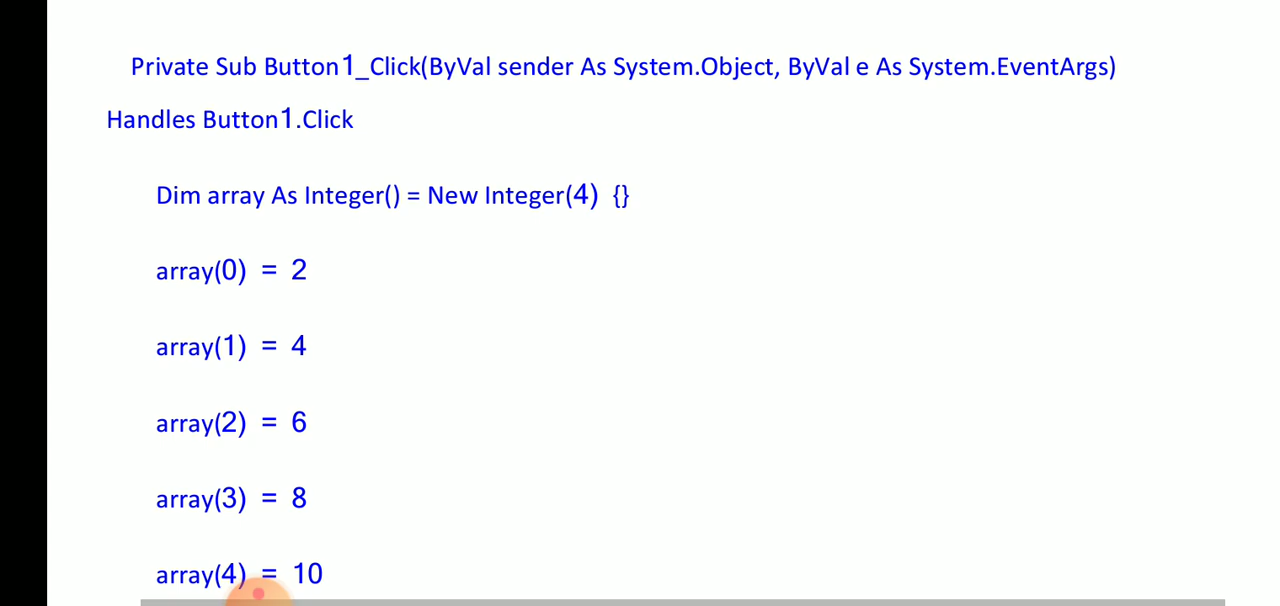 Private Sub Button1_Click(ByVal sender As System.Object, ByVal e As System.EventArgs)
Handles Button1.Click
Dim array As Integer() = New Integer(4) {}
array(0) = 2
array(1) = 4
array(2) = 6
array(3) = 8
array(4) = 10